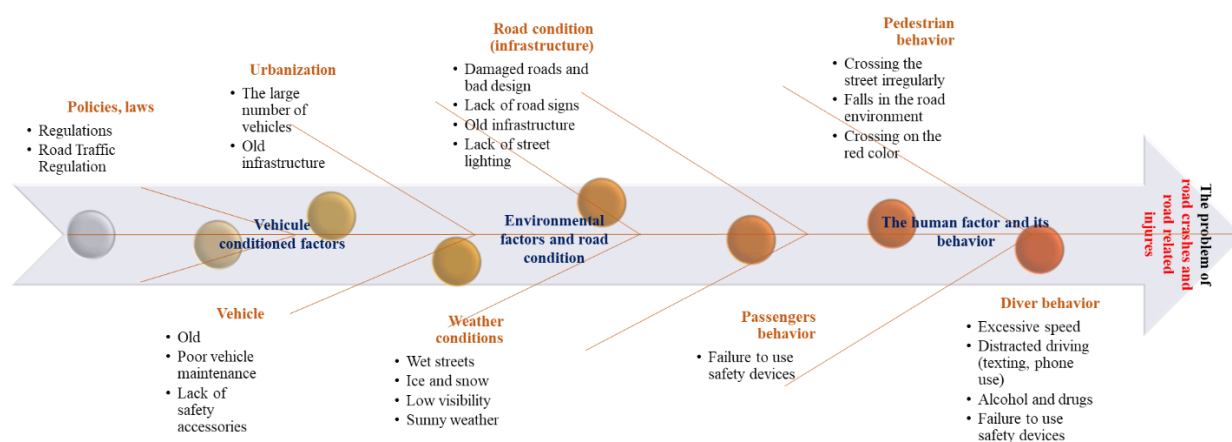 Policies, laws
• Regulations
• Road Traffic
Regulation
Urbanization
• The large
number of
vehicles
• Old
infrastructure
Road condition
(infrastructure)
• Damaged roads and
bad design
• Lack of road signs
• Old infrastructure
• Lack of street
lighting
Pedestrian
behavior
• Crossing the
street irregularly
• Falls in the road
environment
• Crossing on the
red color
Vehicule
conditioned factors
Environmental
factors and road
condition
The human factor and its
behavior
The problem of
road crashes and
road related
injures
Vehicle
• Old
• Poor vehicle
maintenance
• Lack of
safety
accessories
Weather
conditions
• Wet streets
• Ice and snow
• Low visibility
• Sunny weather
Passengers
behavior
• Failure to use
safety devices
Diver behavior
• Excessive speed
• Distracted driving
(texting, phone
use)
• Alcohol and drugs
• Failure to use
safety devices